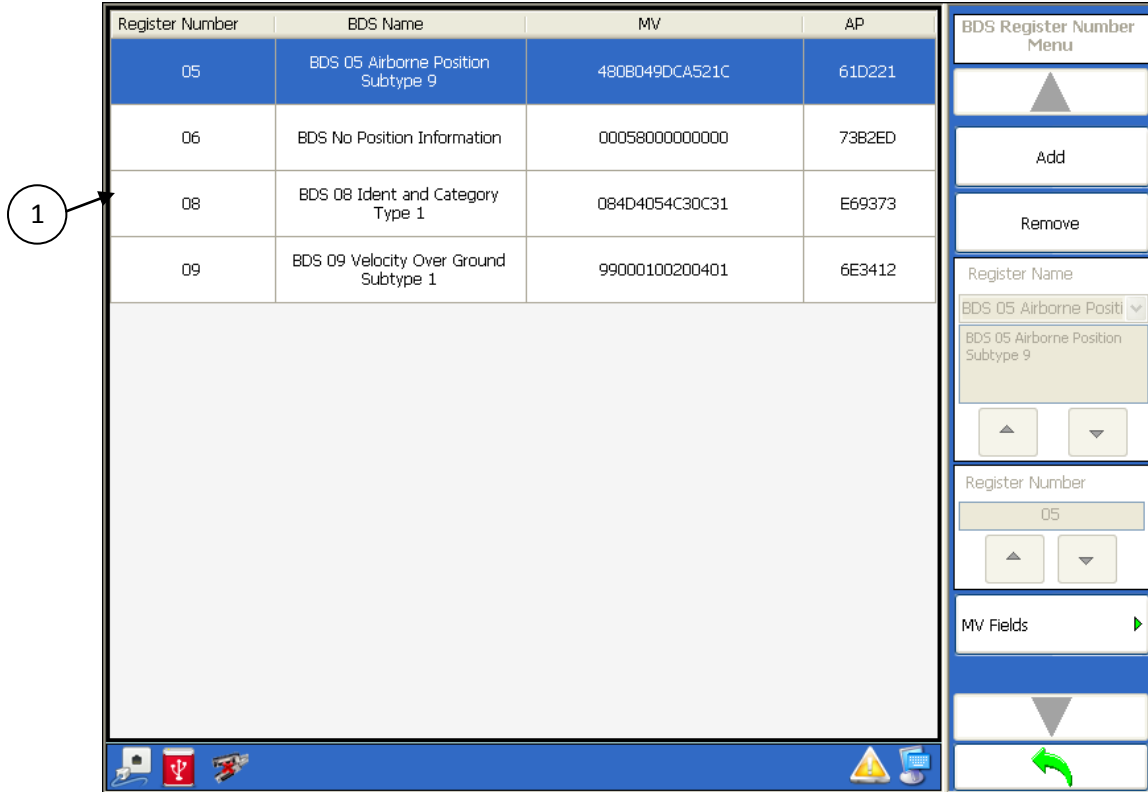 Register Number BDS Name MV AP
05 BDS 05 Airborne Position Subtype 9 480B049DCA521C 61D221
06 BDS No Position Information 00058000000000 73B2ED
08 BDS 08 Ident and Category Type 1 084D4054C30C31 E69373
09 BDS 09 Velocity Over Ground Subtype 1 99000100200401 6E3412
1
BDS Register Number
Menu
Add
Remove
Register Name
BDS 05 Airborne Positi
BDS 05 Airborne Position
Subtype 9
Register Number
05
MV Fields